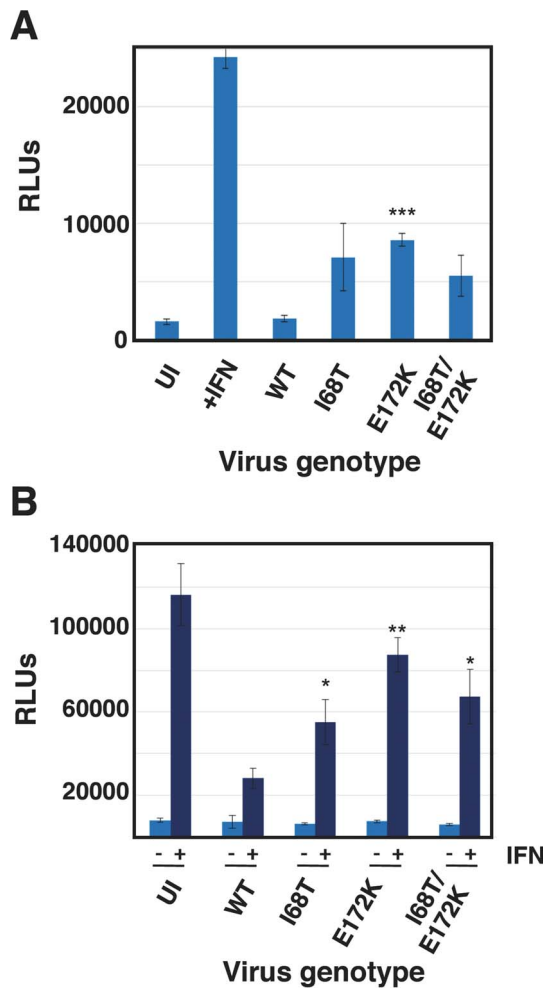 A
RLUs
20000
10000
0
***
UI
+IFN
WT
I68T
E172K
I68T/
E172K
Virus genotype
B
RLUs
140000
100000
60000
20000
*
**
*
- + - + - + - + - + IFN
UI
WT
I68T
E172K
I68T/
E172K
Virus genotype